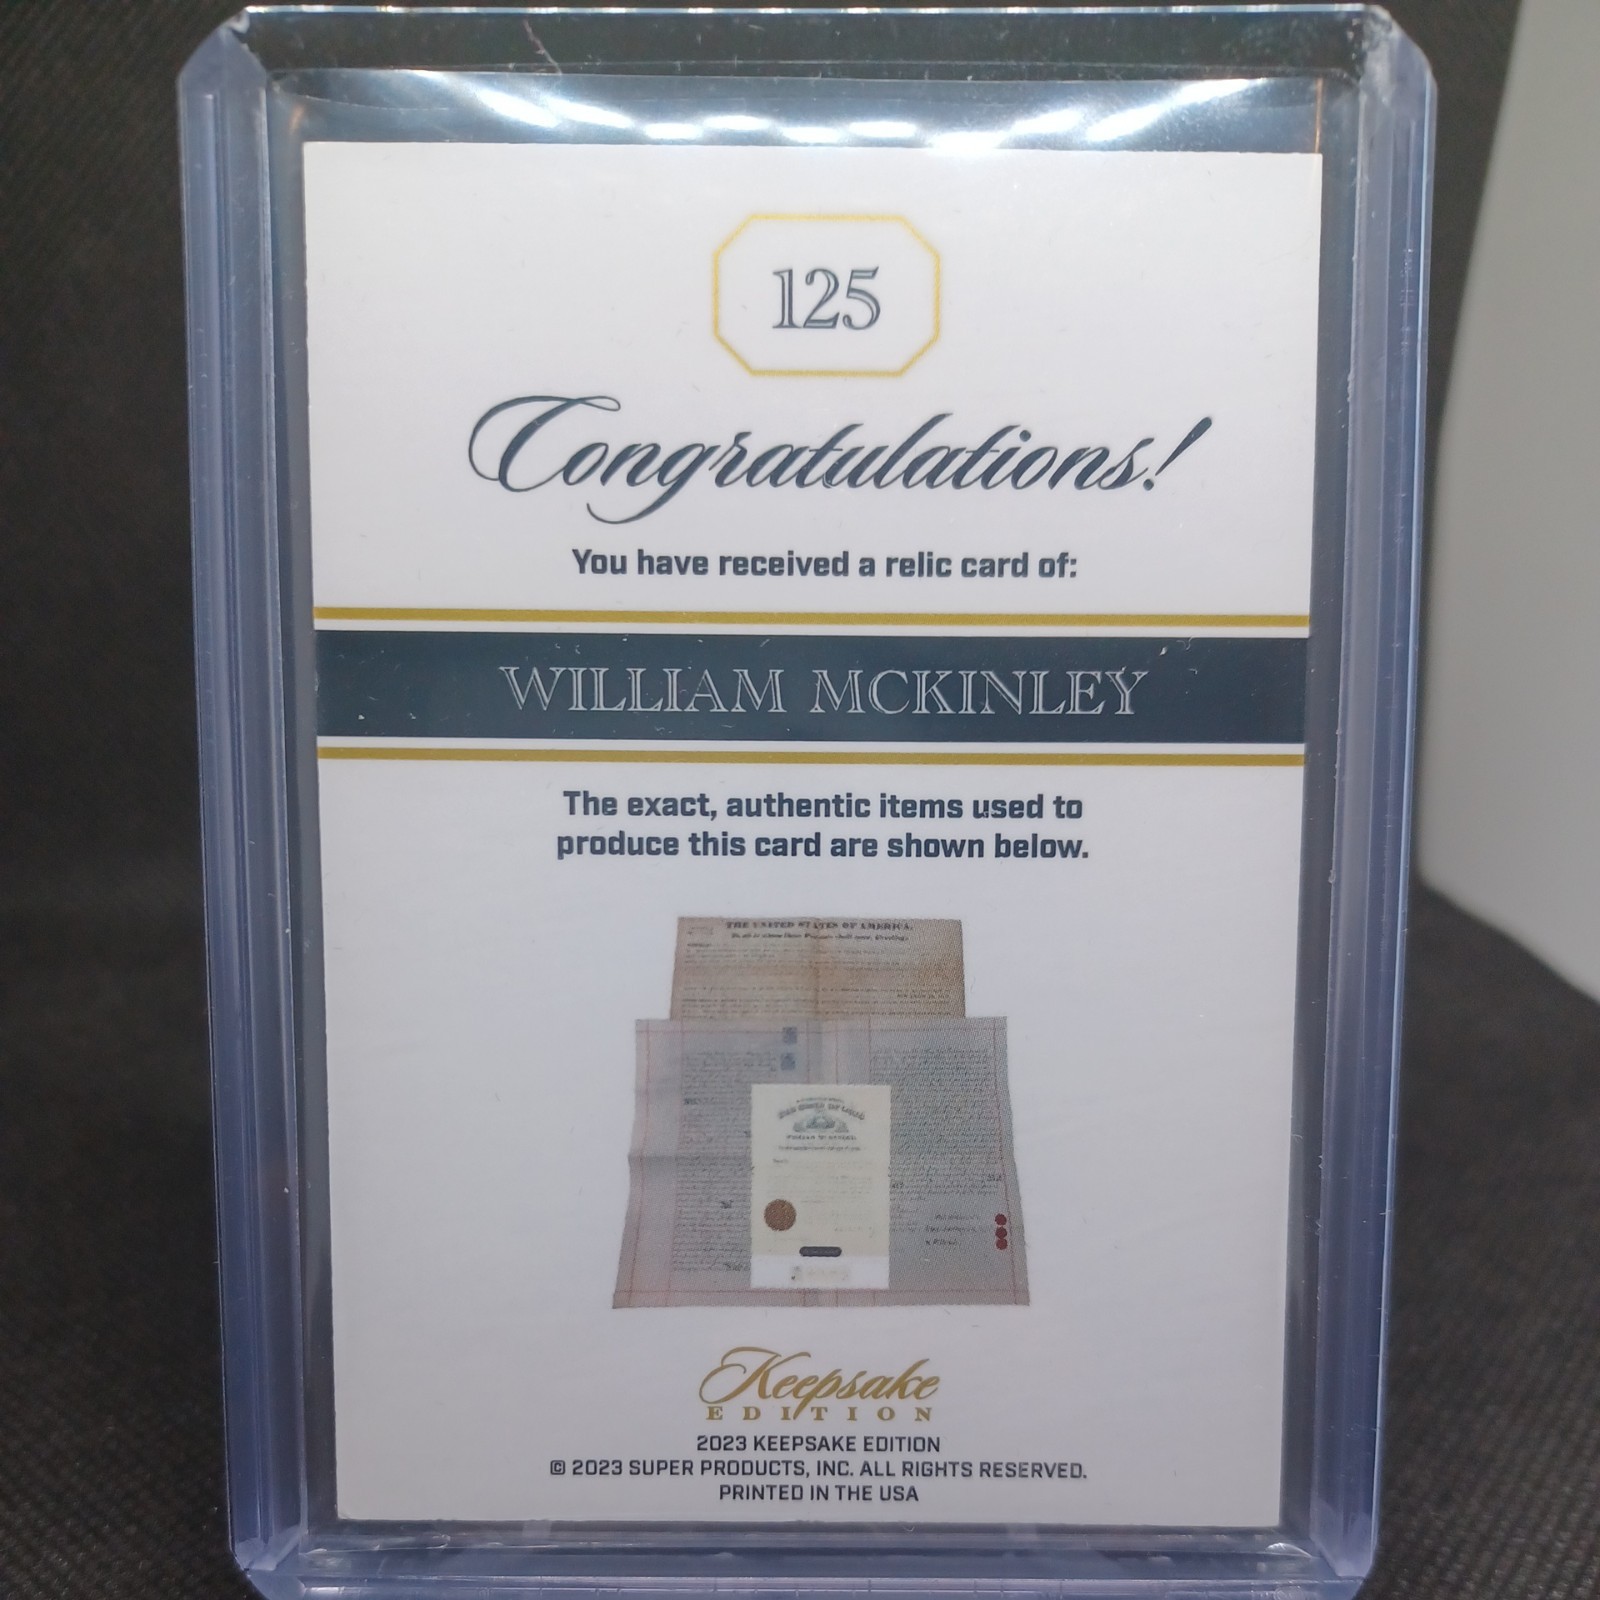 125
Congratulations!
You have received a relic card of:
WILLIAM MCKINLEY
The exact, authentic items used to
produce this card are shown below.
THE UNITED STATES OF AMERICA,
Keepsake
EDITION
2023 KEEPSAKE EDITION
© 2023 SUPER PRODUCTS, INC. ALL RIGHTS RESERVED.
PRINTED IN THE USA